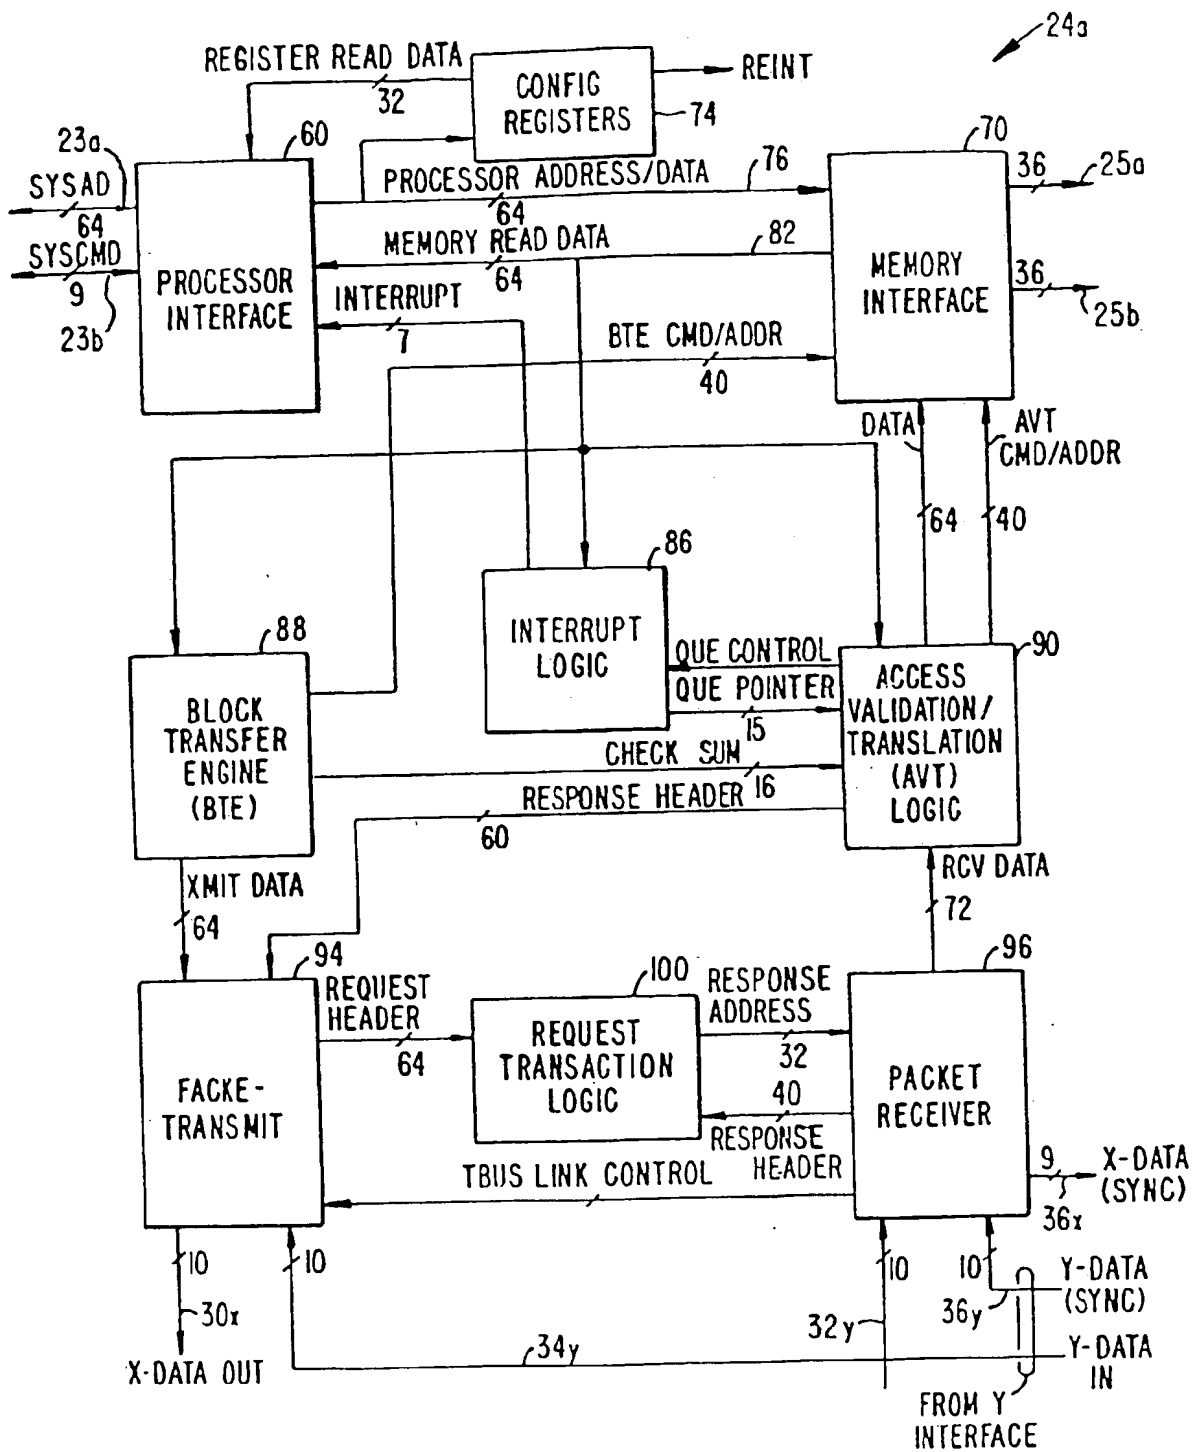 24a
REGISTER READ DATA
32
CONFIG
REGISTERS
REINT
74
23a
60
70
SYSAD
64
PROCESSOR ADDRESS/DATA
76
64
36
25a
SYSCMD
9
23b
PROCESSOR
INTERFACE
MEMORY READ DATA
82
64
MEMORY
INTERFACE
36
25b
INTERRUPT
7
BTE CMD/ADDR
40
DATA
AVT
CMD/ADDR
64
40
86
INTERRUPT
LOGIC
88
90
BLOCK
TRANSFER
ENGINE
(BTE)
QUE CONTROL
QUE POINTER
15
ACCESS
VALIDATION/
TRANSLATION
(AVT)
LOGIC
CHECK SUM
16
RESPONSE HEADER
60
XMIT DATA
64
RCV DATA
72
94
96
REQUEST
HEADER
64
100
REQUEST
TRANSACTION
LOGIC
RESPONSE
ADDRESS
32
40
RESPONSE
HEADER
FACKE-
TRANSMIT
PACKET
RECEIVER
TBUS LINK CONTROL
9
X-DATA
(SYNC)
36x
10
10
10
10
Y-DATA
(SYNC)
30x
32y
36y
34y
Y-DATA
IN
X-DATA OUT
FROM Y
INTERFACE